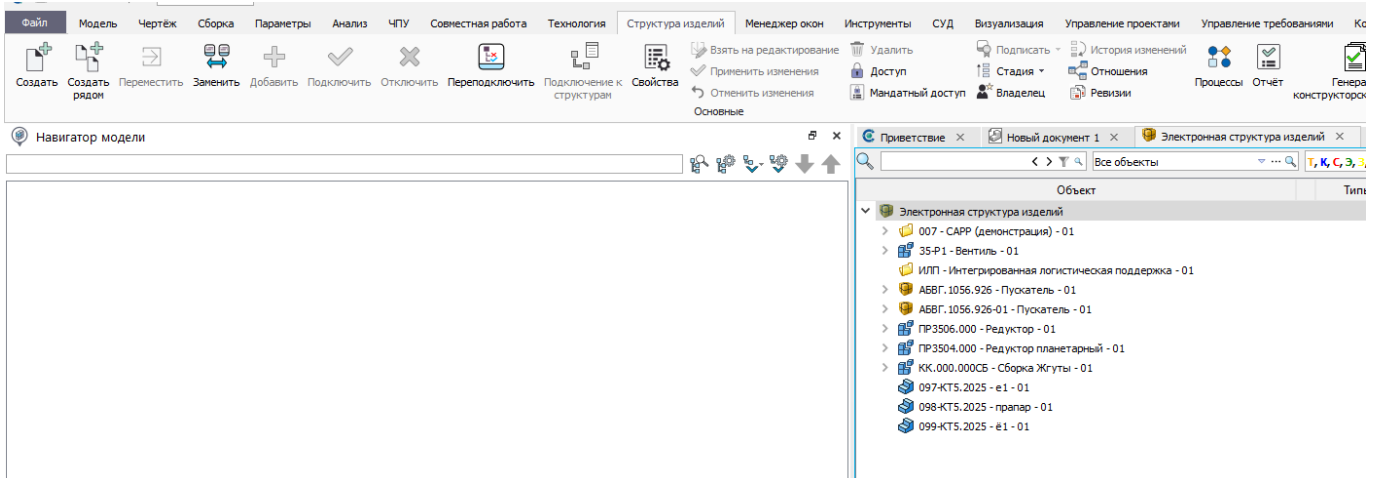 Файл Модель Чертёж Сборка Параметры Анализ ЧПУ Совместная работа Технология Структура изделий Менеджер окон Инструменты СУД Визуализация Управление проектами Управление требованиями
Создать Создать рядом Переместить Заменить Добавить Подключить Отключить Переподключить Подключение к структурам Свойства
Взять на редактирование Удалить Подписать История изменений
Применить изменения Доступ Стадия Отношения
Отменить изменения Мандатный доступ Владелец Ревизии
Процессы Отчёт
Основные
Навигатор модели
Приветствие Новый документ 1 Электронная структура изделий
Все объекты Т, К, С, Э,
Объект
Электронная структура изделий
007 - САРР (демонстрация) - 01
35-Р1 - Вентиль - 01
ИЛП - Интегрированная логистическая поддержка - 01
АБВГ.1056.926 - Пускатель - 01
АБВГ.1056.926-01 - Пускатель - 01
ПР3506.000 - Редуктор - 01
ПР3504.000 - Редуктор планетарный - 01
КК.000.000СБ - Сборка Жгуты - 01
097-КТ5.2025 - е1 - 01
098-КТ5.2025 - прапар - 01
099-КТ5.2025 - ё1 - 01